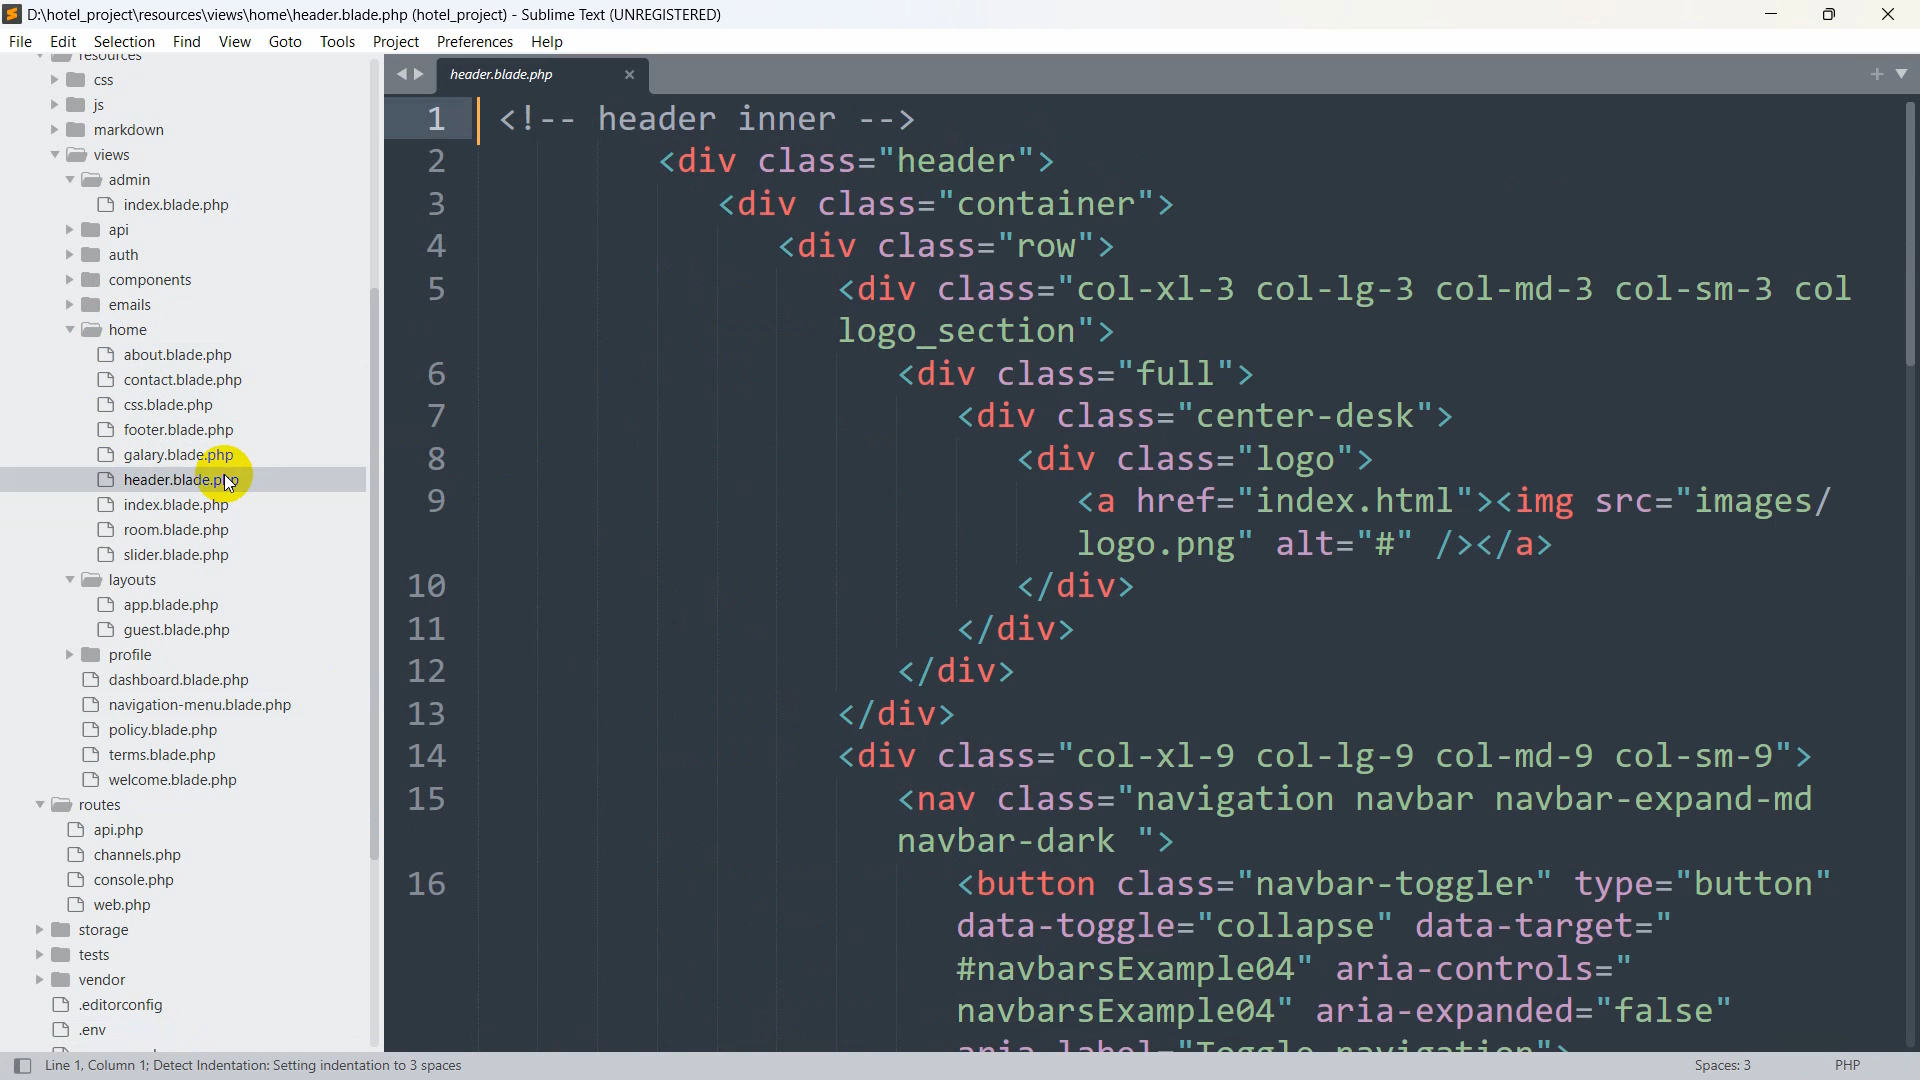 D:\hotel_project\resources\views\home\header.blade.php (hotel_project) - Sublime Text (UNREGISTERED)
File Edit Selection Find View Goto Tools Project Preferences Help
resources
css
js
markdown
views
admin
index.blade.php
api
auth
components
emails
home
about.blade.php
contact.blade.php
css.blade.php
footer.blade.php
galary.blade.php
header.blade.php
index.blade.php
room.blade.php
slider.blade.php
layouts
app.blade.php
guest.blade.php
profile
dashboard.blade.php
navigation-menu.blade.php
policy.blade.php
terms.blade.php
welcome.blade.php
routes
api.php
channels.php
console.php
web.php
storage
tests
vendor
.editorconfig
.env
header.blade.php
1 <!-- header inner -->
2 <div class="header">
3 <div class="container">
4 <div class="row">
5 <div class="col-xl-3 col-lg-3 col-md-3 col-sm-3 col
logo_section">
6 <div class="full">
7 <div class="center-desk">
8 <div class="logo">
9 <a href="index.html"><img src="images/
logo.png" alt="#" /></a>
10 </div>
11 </div>
12 </div>
13 </div>
14 <div class="col-xl-9 col-lg-9 col-md-9 col-sm-9">
15 <nav class="navigation navbar navbar-expand-md
navbar-dark ">
16 <button class="navbar-toggler" type="button"
data-toggle="collapse" data-target="
#navbarsExample04" aria-controls="
navbarsExample04" aria-expanded="false"
aria-label="Toggle navigation">
Line 1, Column 1; Detect Indentation: Setting indentation to 3 spaces
Spaces: 3
PHP